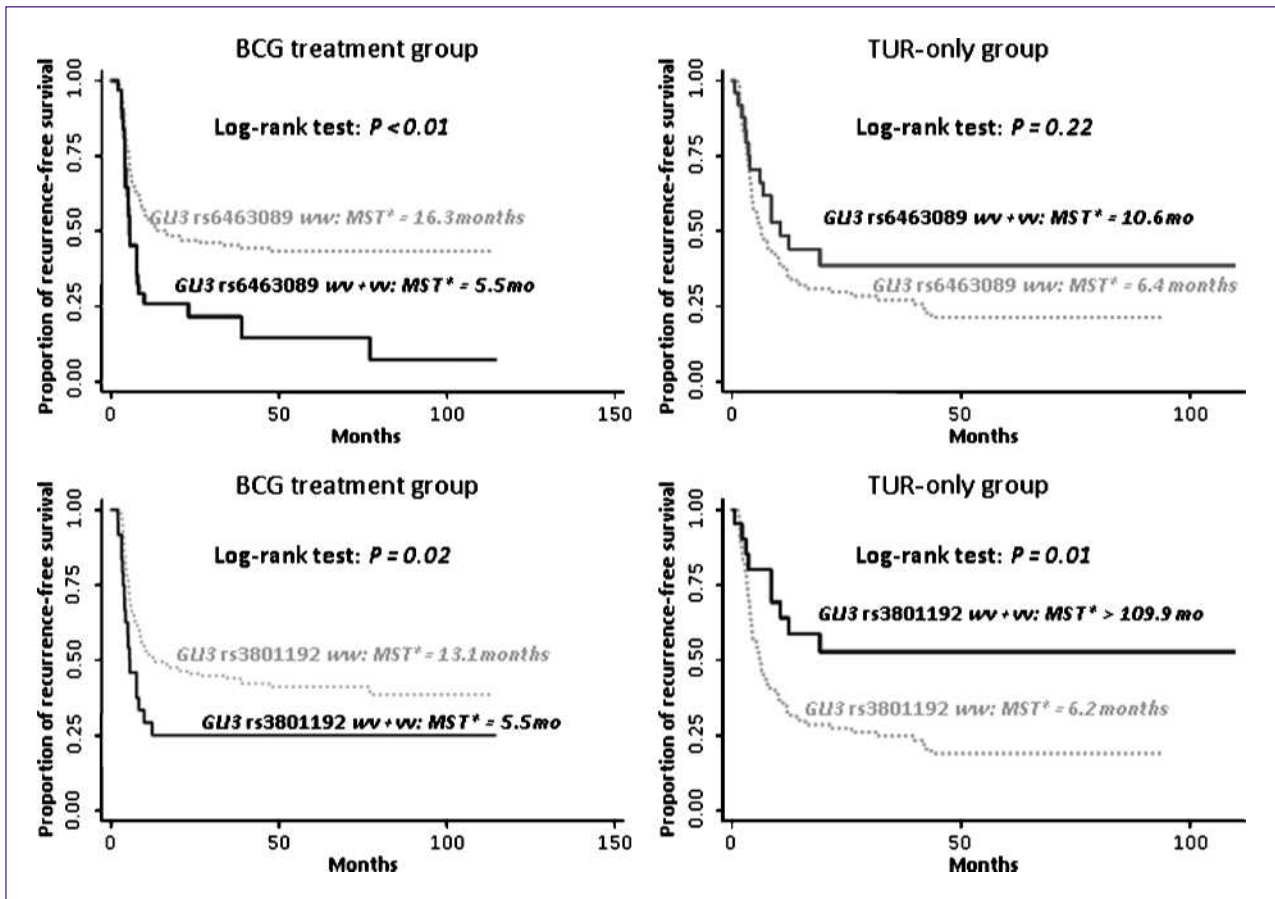 BCG treatment group
Proportion of recurrence-free survival
0.00 0.25 0.50 0.75 1.00
Log-rank test: P < 0.01
GLI3 rs6463089 ww: MST* = 16.3 months
GLI3 rs6463089 wv + vv: MST* = 5.5 mo
0 50 100 150
Months
TUR-only group
Proportion of recurrence-free survival
0.00 0.25 0.50 0.75 1.00
Log-rank test: P = 0.22
GLI3 rs6463089 wv + vv: MST* = 10.6 mo
GLI3 rs6463089 ww: MST* = 6.4 months
0 50 100
Months
BCG treatment group
Proportion of recurrence-free survival
0.00 0.25 0.50 0.75 1.00
Log-rank test: P = 0.02
GLI3 rs3801192 ww: MST* = 13.1 months
GLI3 rs3801192 wv + vv: MST* = 5.5 mo
0 50 100 150
Months
TUR-only group
Proportion of recurrence-free survival
0.00 0.25 0.50 0.75 1.00
Log-rank test: P = 0.01
GLI3 rs3801192 wv + vv: MST* > 109.9 mo
GLI3 rs3801192 ww: MST* = 6.2 months
0 50 100
Months